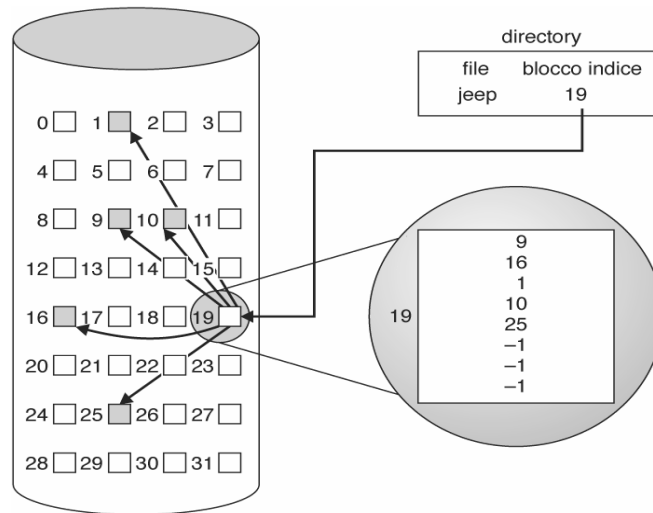 directory
file blocco indice
jeep 19
0 1 2 3
4 5 6 7
8 9 10 11
12 13 14 15
16 17 18 19
20 21 22 23
24 25 26 27
28 29 30 31
19
9
16
1
10
25
–1
–1
–1